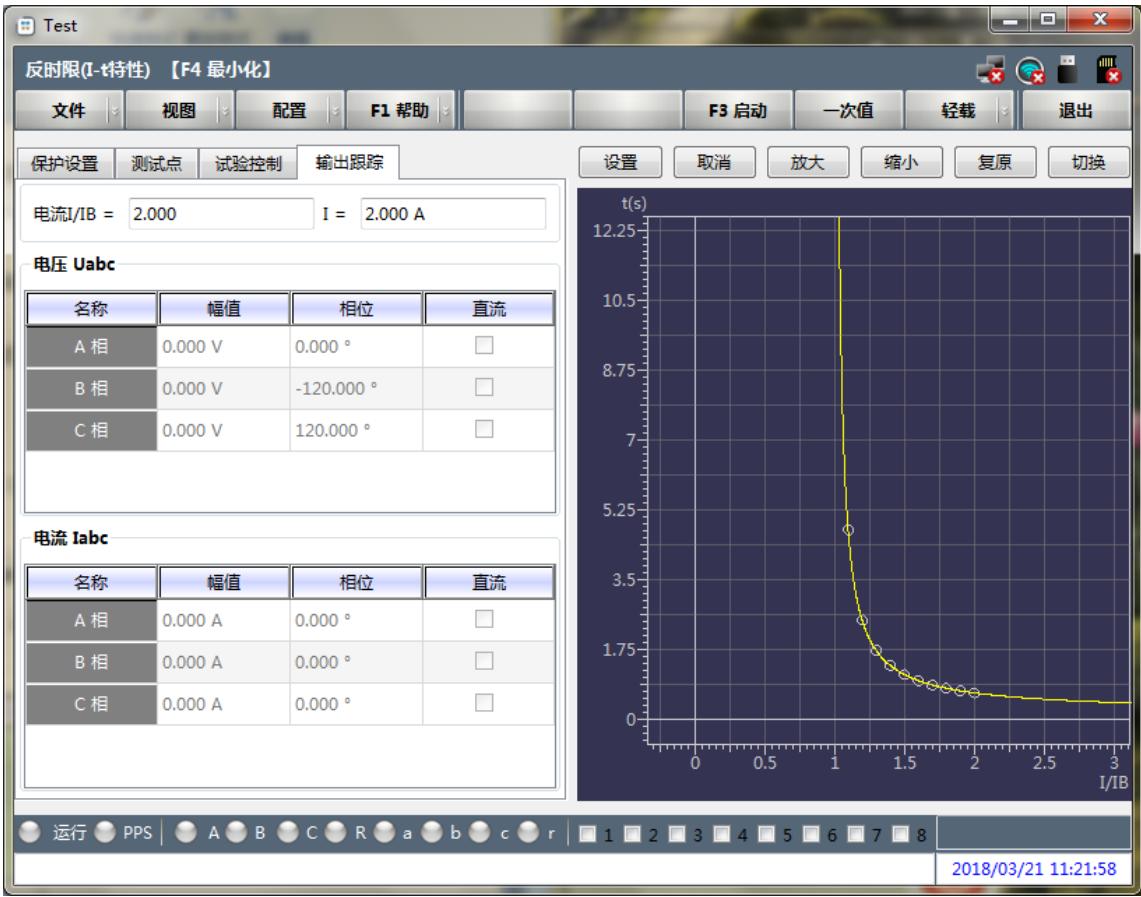 Test
反时限(I-t特性) 【F4 最小化】
文件 视图 配置 F1 帮助 F3 启动 一次值 轻载 退出
保护设置 测试点 试验控制 输出跟踪
设置 取消 放大 缩小 复原 切换
电流I/IB = 2.000 I = 2.000 A
电压 Uabc
名称 幅值 相位 直流
A 相 0.000 V 0.000 °
B 相 0.000 V -120.000 °
C 相 0.000 V 120.000 °
电流 Iabc
名称 幅值 相位 直流
A 相 0.000 A 0.000 °
B 相 0.000 A 0.000 °
C 相 0.000 A 0.000 °
t(s)
12.25
10.5
8.75
7
5.25
3.5
1.75
0
0 0.5 1 1.5 2 2.5 3
I/IB
运行 PPS A B C R a b c r 1 2 3 4 5 6 7 8
2018/03/21 11:21:58